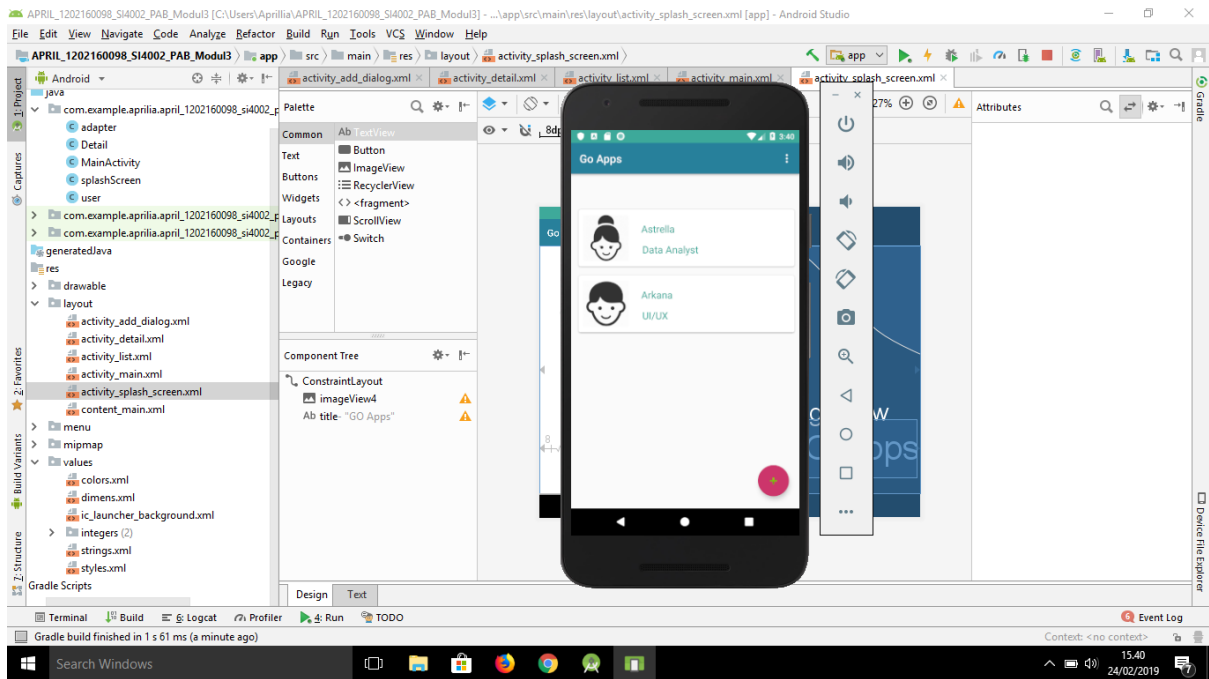 APRIL_1202160098_SI4002_PAB_Modul3 [C:\Users\Aprillia\APRIL_1202160098_SI4002_PAB_Modul3] - ...\app\src\main\res\layout\activity_splash_screen.xml [app] - Android Studio
File Edit View Navigate Code Analyze Refactor Build Run Tools VCS Window Help
APRIL_1202160098_SI4002_PAB_Modul3 app src main res layout activity_splash_screen.xml app
1: Project
Captures
2: Favorites
Build Variants
7: Structure
Android
java
com.example.aprilia.april_1202160098_si4002_p
adapter
Detail
MainActivity
splashScreen
user
com.example.aprilia.april_1202160098_si4002_p
com.example.aprilia.april_1202160098_si4002_p
generatedJava
res
drawable
layout
activity_add_dialog.xml
activity_detail.xml
activity_list.xml
activity_main.xml
activity_splash_screen.xml
content_main.xml
menu
mipmap
values
colors.xml
dimens.xml
ic_launcher_background.xml
integers (2)
strings.xml
styles.xml
Gradle Scripts
activity_add_dialog.xml activity_detail.xml activity_list.xml activity_main.xml activity_splash_screen.xml
Palette
Common
Text
Buttons
Widgets
Layouts
Containers
Google
Legacy
Ab TextView
Button
ImageView
RecyclerView
<> <fragment>
ScrollView
Switch
Component Tree
ConstraintLayout
imageView4
Ab title- "GO Apps"
8dp
27%
Attributes
Go
8
3:40
Go Apps
Astrella
Data Analyst
Arkana
UI/UX
+
Gradle
Device File Explorer
Design Text
Terminal Build 6: Logcat Profiler 4: Run TODO Event Log
Gradle build finished in 1 s 61 ms (a minute ago) Context: <no context>
Search Windows
15.40
24/02/2019